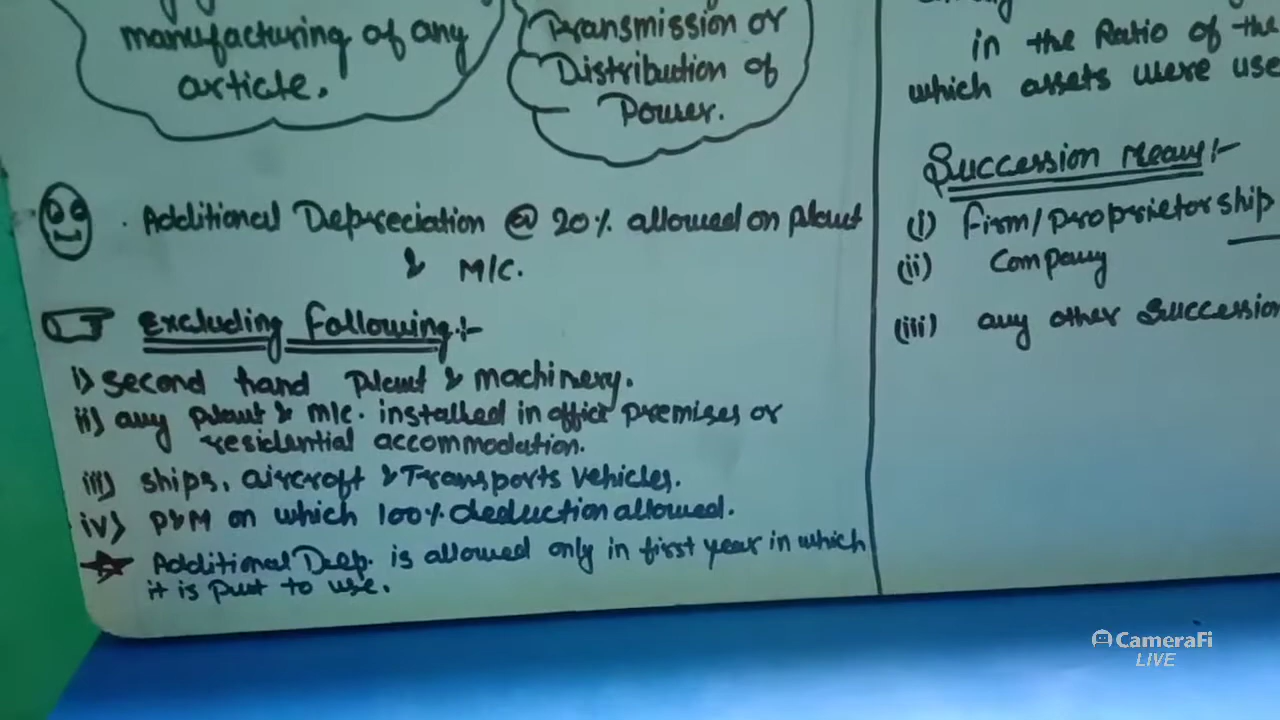 manufacturing of any
article.
Transmission or
Distribution of
Power.
Additional Depreciation @ 20% allowed on plant
& M/C.
Excluding Following:-
i) Second hand Plant & machinery.
ii) any plant & m/c. installed in office premises or
residential accommodation.
iii) ships, aircraft & Transports vehicles.
iv) P&M on which 100% deduction allowed.
Additional Dep. is allowed only in first year in which
it is put to use.
in the Ratio of the
which assets were use
Succession Means:-
(i) Firm/proprietorship
(ii) Company
(iii) any other Succession
CameraFi
LIVE